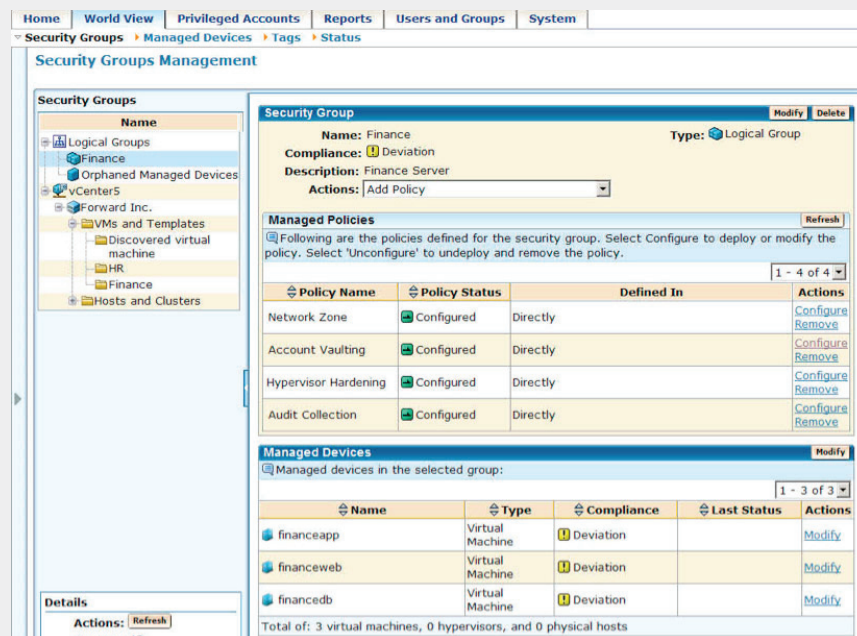 Home World View Privileged Accounts Reports Users and Groups System
Security Groups Managed Devices Tags Status
Security Groups Management
Security Groups
Name
Logical Groups
Finance
Orphaned Managed Devices
vCenter5
Forward Inc.
VMs and Templates
Discovered virtual
machine
HR
Finance
Hosts and Clusters
Details
Actions: Refresh
Security Group Modify Delete
Name: Finance Type: Logical Group
Compliance: Deviation
Description: Finance Server
Actions: Add Policy
Managed Policies Refresh
Following are the policies defined for the security group. Select Configure to deploy or modify the
policy. Select 'Unconfigure' to undeploy and remove the policy.
1 - 4 of 4
Policy Name Policy Status Defined In Actions
Network Zone Configured Directly Configure
Remove
Account Vaulting Configured Directly Configure
Remove
Hypervisor Hardening Configured Directly Configure
Remove
Audit Collection Configured Directly Configure
Remove
Managed Devices Modify
Managed devices in the selected group:
1 - 3 of 3
Name Type Compliance Last Status Actions
financeapp Virtual
Machine Deviation Modify
financeweb Virtual
Machine Deviation Modify
financedb Virtual
Machine Deviation Modify
Total of: 3 virtual machines, 0 hypervisors, and 0 physical hosts